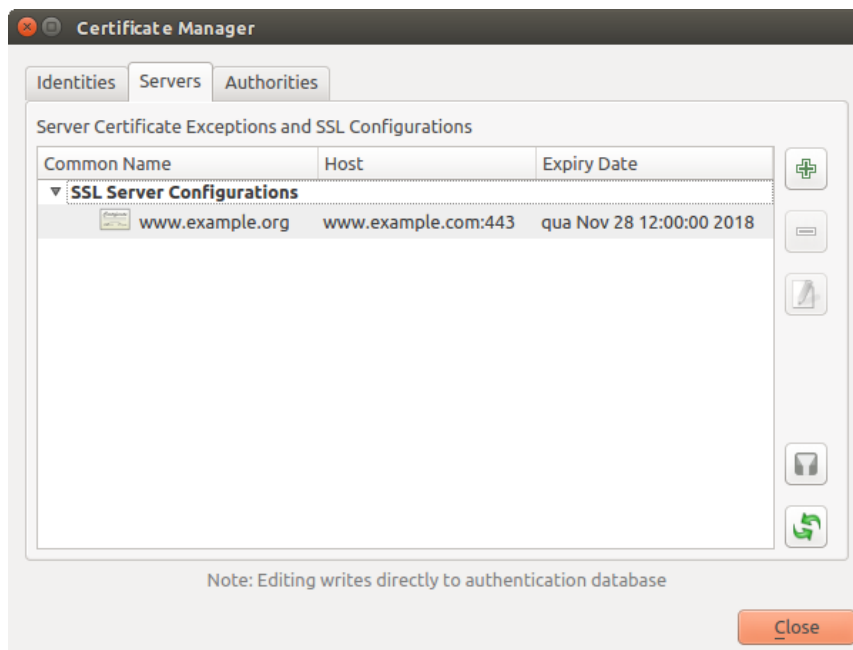 Certificate Manager
Identities Servers Authorities
Server Certificate Exceptions and SSL Configurations
Common Name Host Expiry Date
SSL Server Configurations
www.example.org www.example.com:443 qua Nov 28 12:00:00 2018
Note: Editing writes directly to authentication database
Close